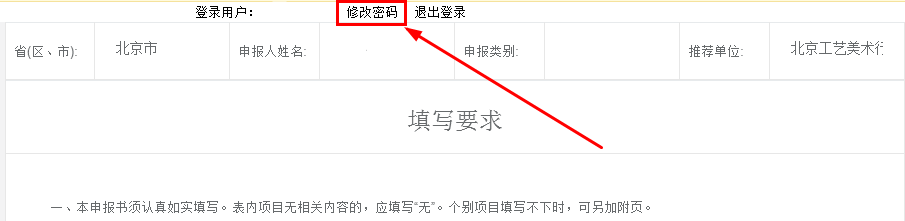 登录用户： 修改密码 退出登录
省(区、市): 北京市 申报人姓名: 申报类别: 推荐单位: 北京工艺美术行
填写要求
一、本申报书须认真如实填写。表内项目无相关内容的，应填写“无”。个别项目填写不下时，可另加附页。